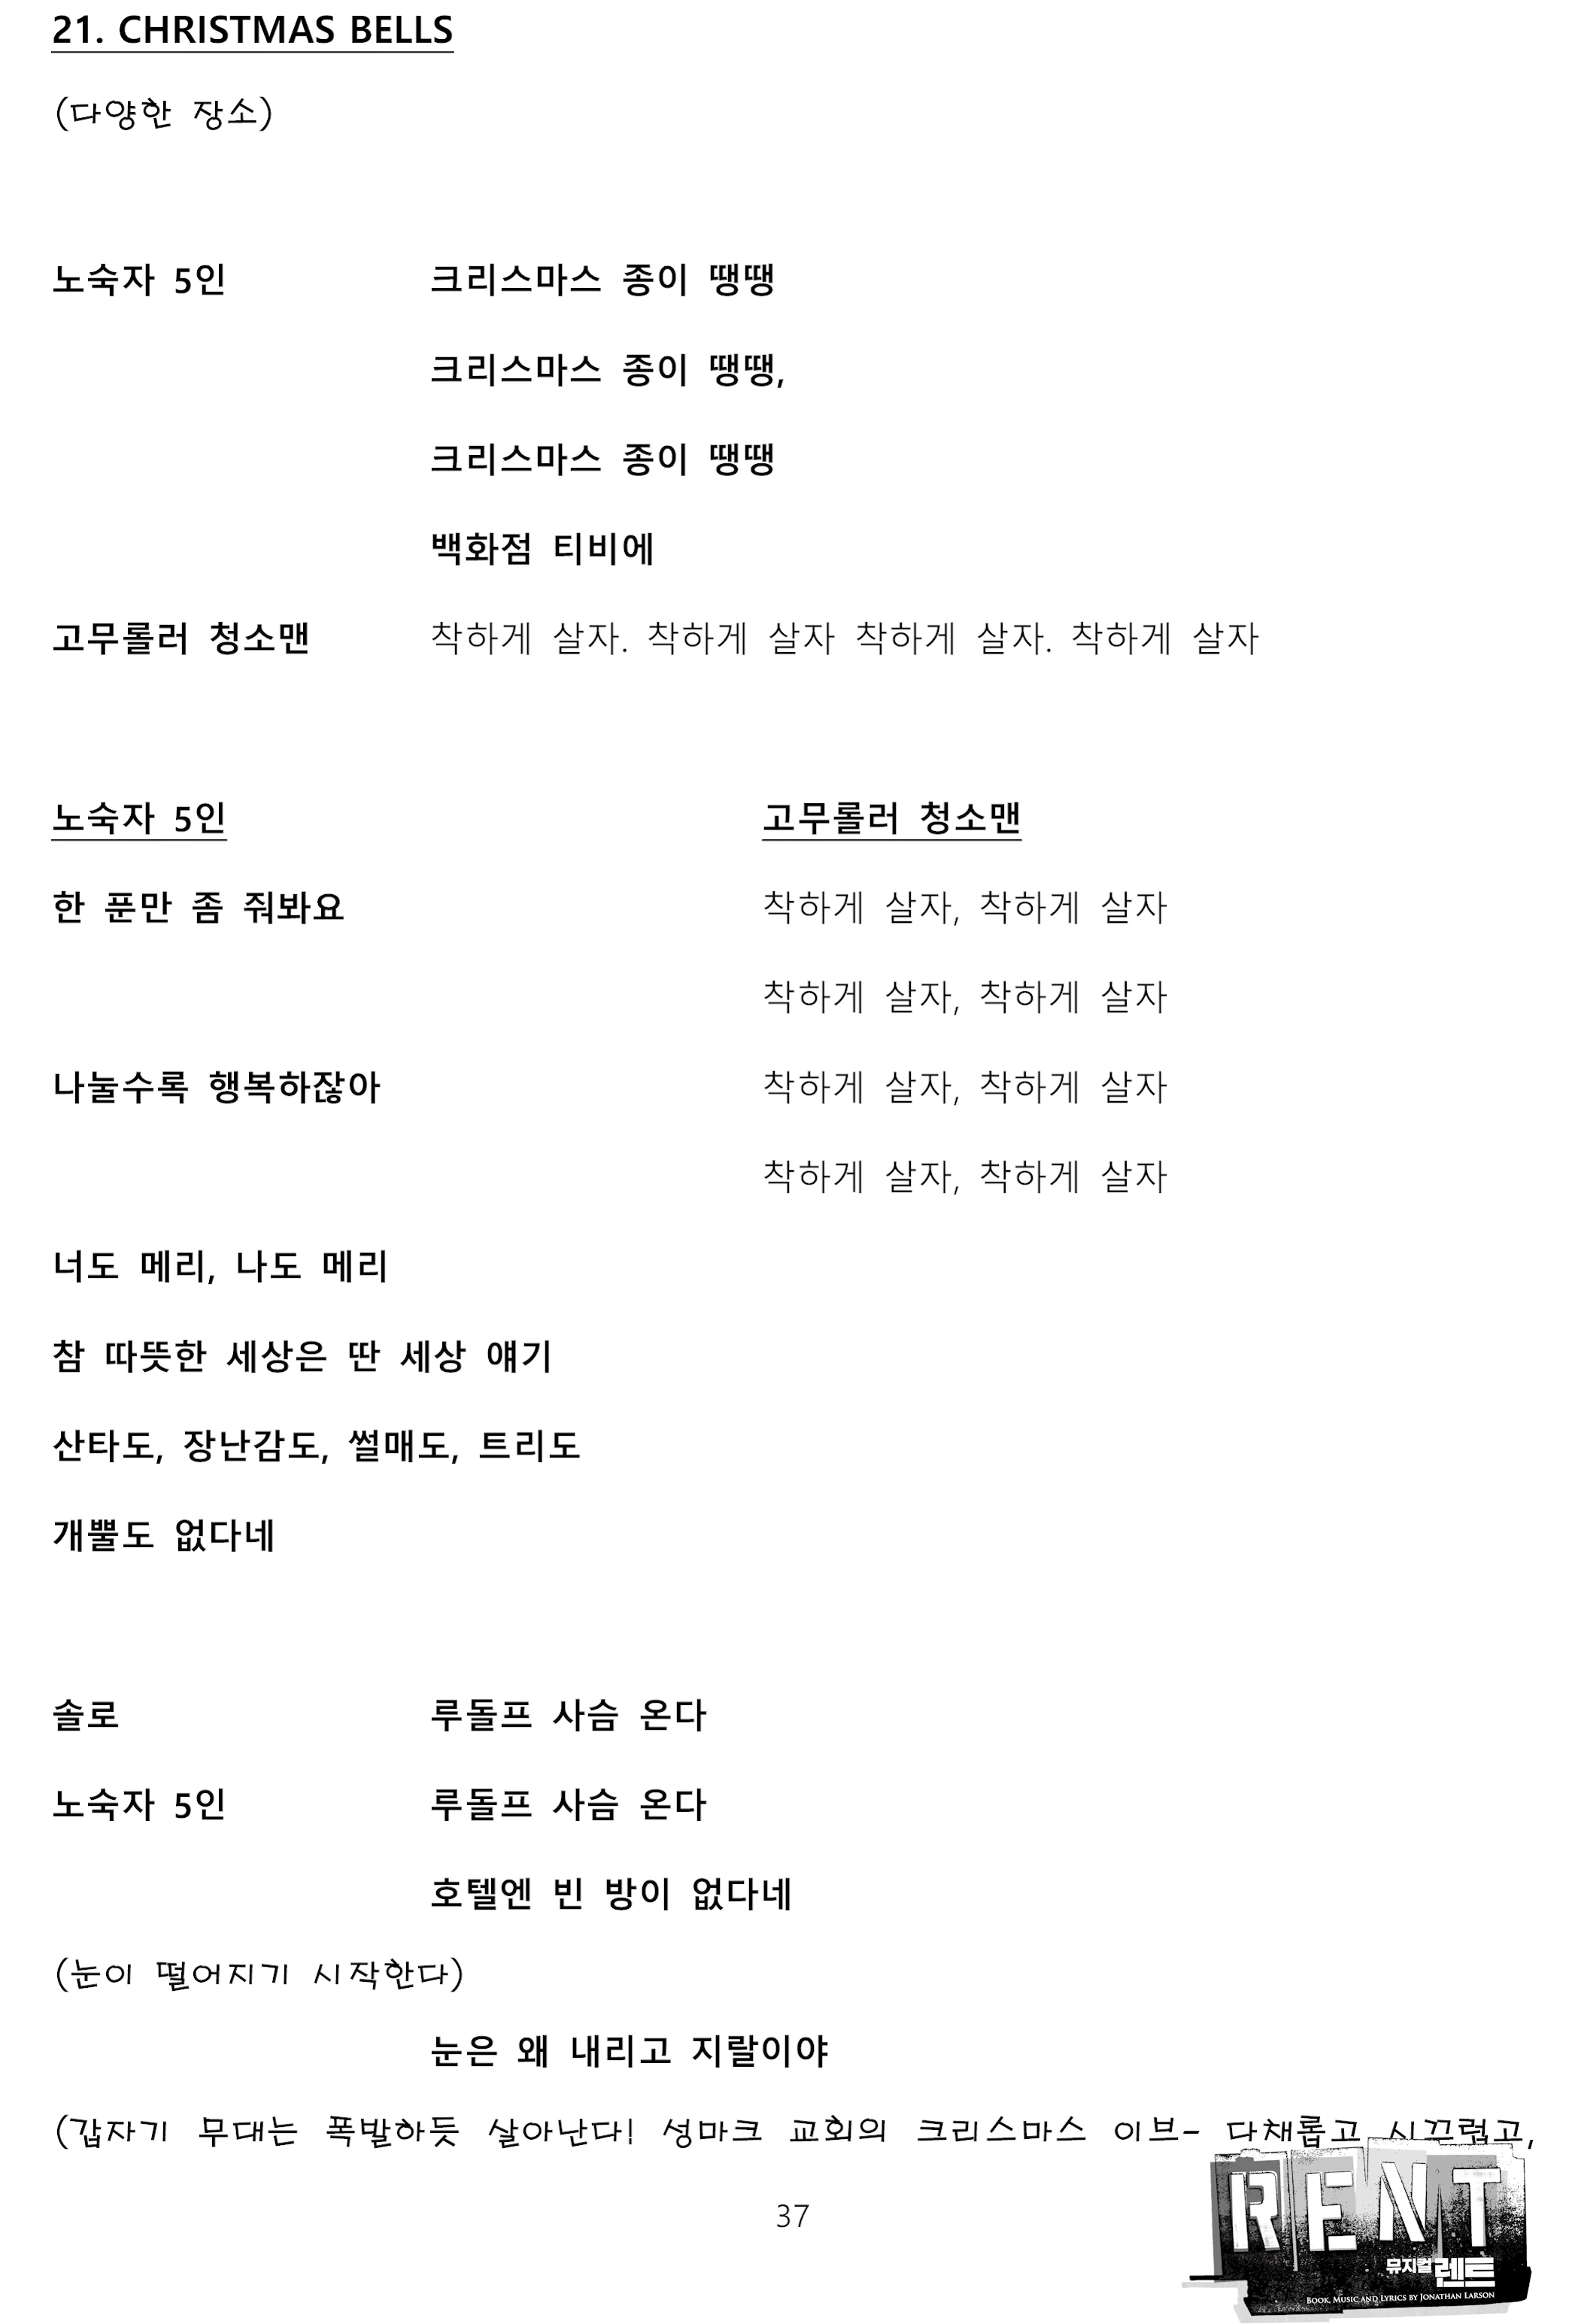 21. CHRISTMAS BELLS
(다양한 장소)
노숙자 5인 크리스마스 종이 땡땡
크리스마스 종이 땡땡,
크리스마스 종이 땡땡
백화점 티비에
고무롤러 청소맨 착하게 살자. 착하게 살자 착하게 살자. 착하게 살자
노숙자 5인 고무롤러 청소맨
한 푼만 좀 줘봐요 착하게 살자, 착하게 살자
착하게 살자, 착하게 살자
나눌수록 행복하잖아 착하게 살자, 착하게 살자
착하게 살자, 착하게 살자
너도 메리, 나도 메리
참 따뜻한 세상은 딴 세상 얘기
산타도, 장난감도, 썰매도, 트리도
개뿔도 없다네
솔로 루돌프 사슴 온다
노숙자 5인 루돌프 사슴 온다
호텔엔 빈 방이 없다네
(눈이 떨어지기 시작한다)
눈은 왜 내리고 지랄이야
(갑자기 무대는 폭발하듯 살아난다! 성마크 교회의 크리스마스 이브- 다채롭고 시끄럽고,
37
RENT
뮤지컬 렌트
BOOK, MUSIC AND LYRICS BY JONATHAN LARSON